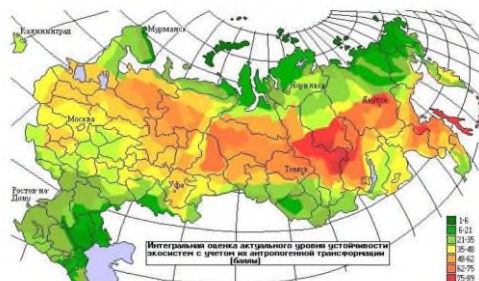 Калининград
Мурманск
Норильск
Якутск
Москва
Ростов-на-
Дону
Уфа
Томск
Интегральная оценка актуального уровня устойчивости
экосистем с учетом их антропогенной трансформации
(баллы)
1-6
6-21
21-35
35-48
48-62
62-75
75-89